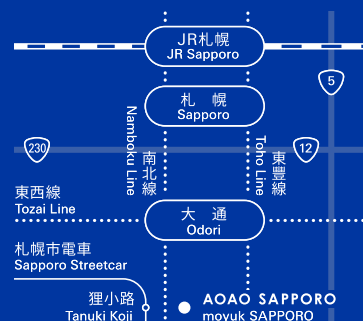 JR札幌
JR Sapporo
5
札 幌
Sapporo
230
12
Namboku Line
南北線
Toho Line
東豊線
東西線
Tozai Line
大 通
Odori
札幌市電車
Sapporo Streetcar
狸小路
Tanuki Koji
AOAO SAPPORO
moyuk SAPPORO